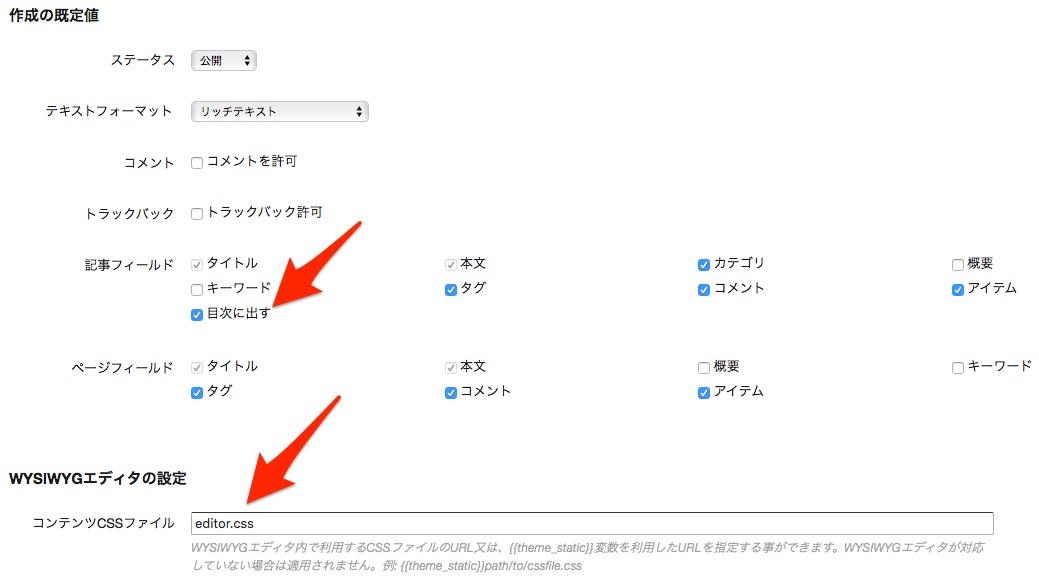 作成の既定値
ステータス 公開
テキストフォーマット リッチテキスト
コメント コメントを許可
トラックバック トラックバック許可
記事フィールド タイトル 本文 カテゴリ 概要
キーワード タグ コメント アイテム
目次に出す
ページフィールド タイトル 本文 概要 キーワード
タグ コメント アイテム
WYSIWYGエディタの設定
コンテンツCSSファイル editor.css
WYSIWYGエディタ内で利用するCSSファイルのURL又は、{{theme_static}}変数を利用したURLを指定する事ができます。WYSIWYGエディタが対応
していない場合は適用されません。例: {{theme_static}}path/to/cssfile.css